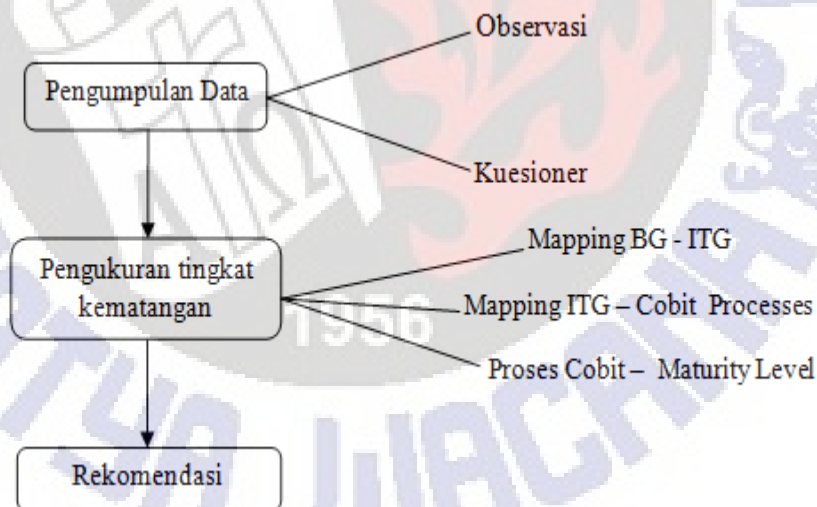 Observasi
Pengumpulan Data
Kuesioner
Mapping BG - ITG
Pengukuran tingkat
kematangan
Mapping ITG – Cobit Processes
Proses Cobit – Maturity Level
Rekomendasi
1956
WACANA